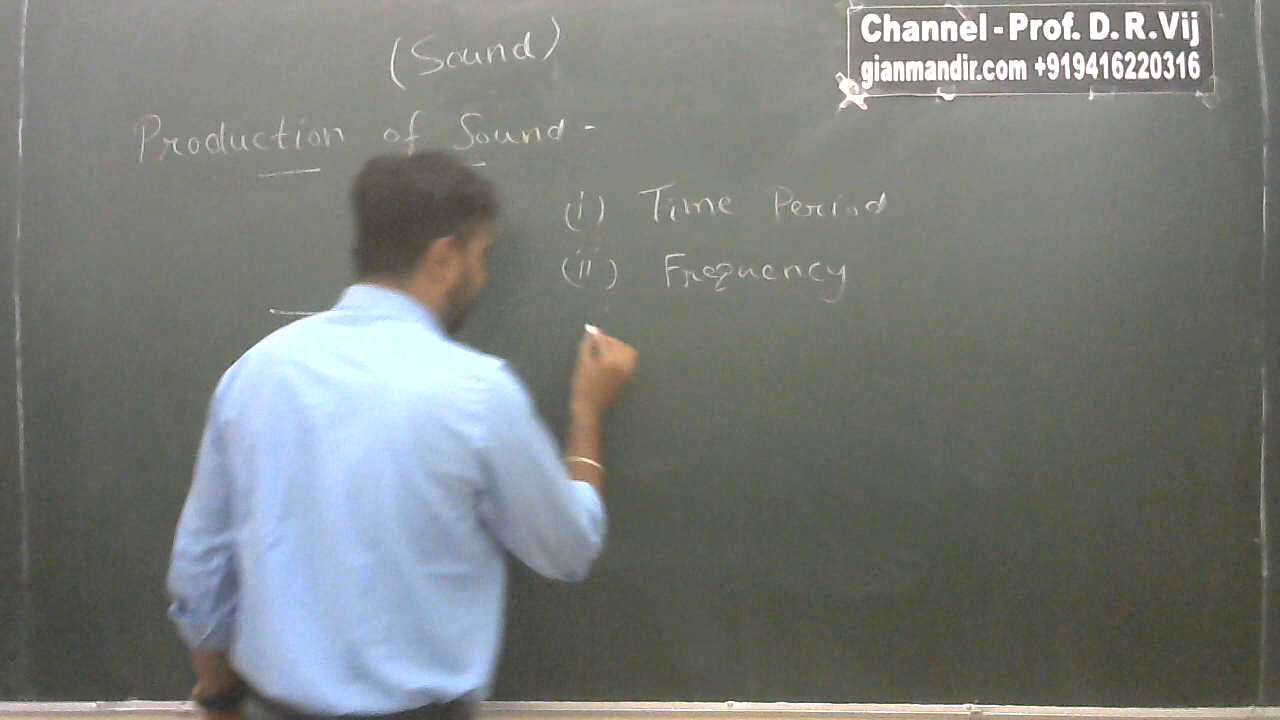 Channel - Prof. D. R. Vij
gianmandir.com +919416220316
(Sound)
Production of Sound -
(i) Time Period
(ii) Frequency